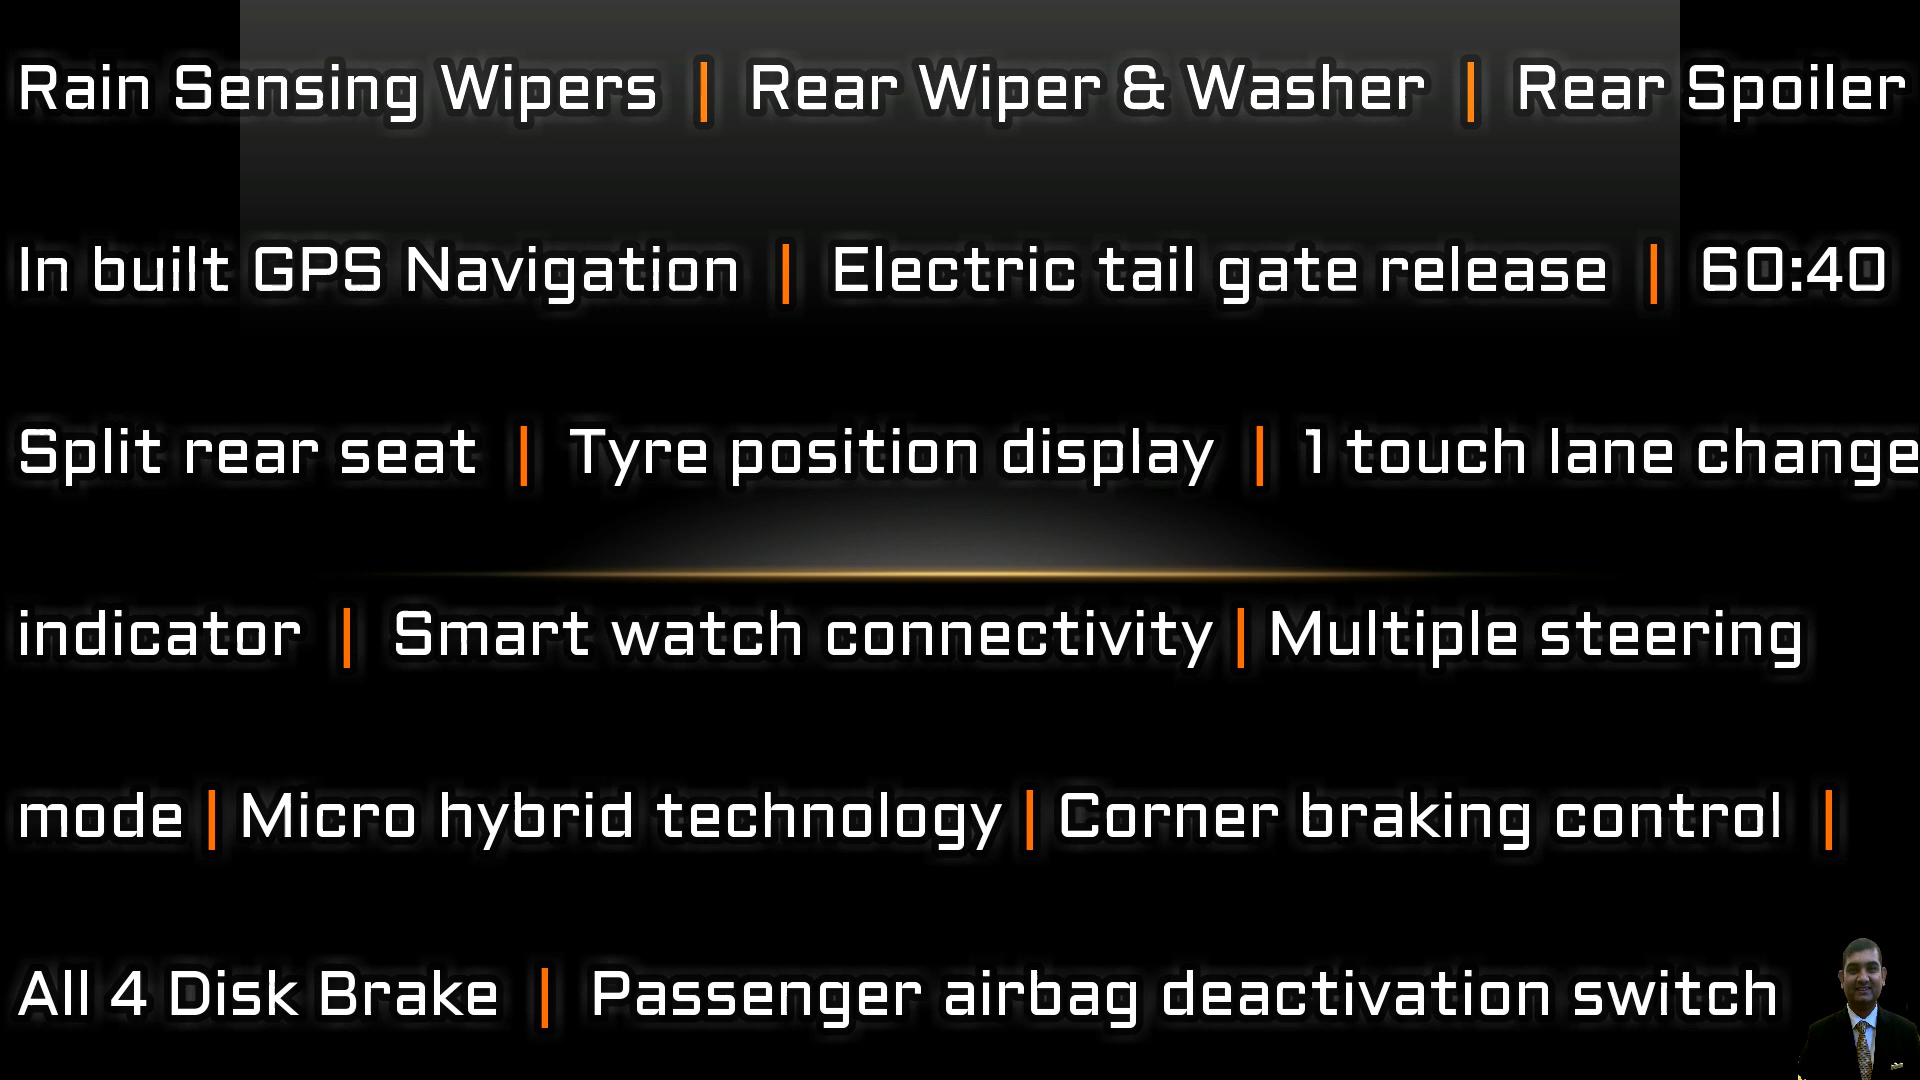 Rain Sensing Wipers | Rear Wiper & Washer | Rear Spoiler
In built GPS Navigation | Electric tail gate release | 60:40
Split rear seat | Tyre position display | 1 touch lane change
indicator | Smart watch connectivity | Multiple steering
mode | Micro hybrid technology | Corner braking control |
All 4 Disk Brake | Passenger airbag deactivation switch